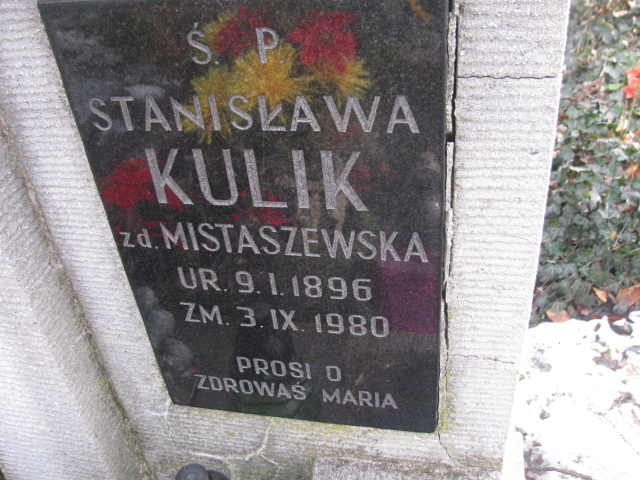 Ś. P
STANISŁAWA
KULIK
zd. MISTASZEWSKA
UR. 9. I. 1896
ZM. 3. IX. 1980
PROSI O
ZDROWAŚ MARIA